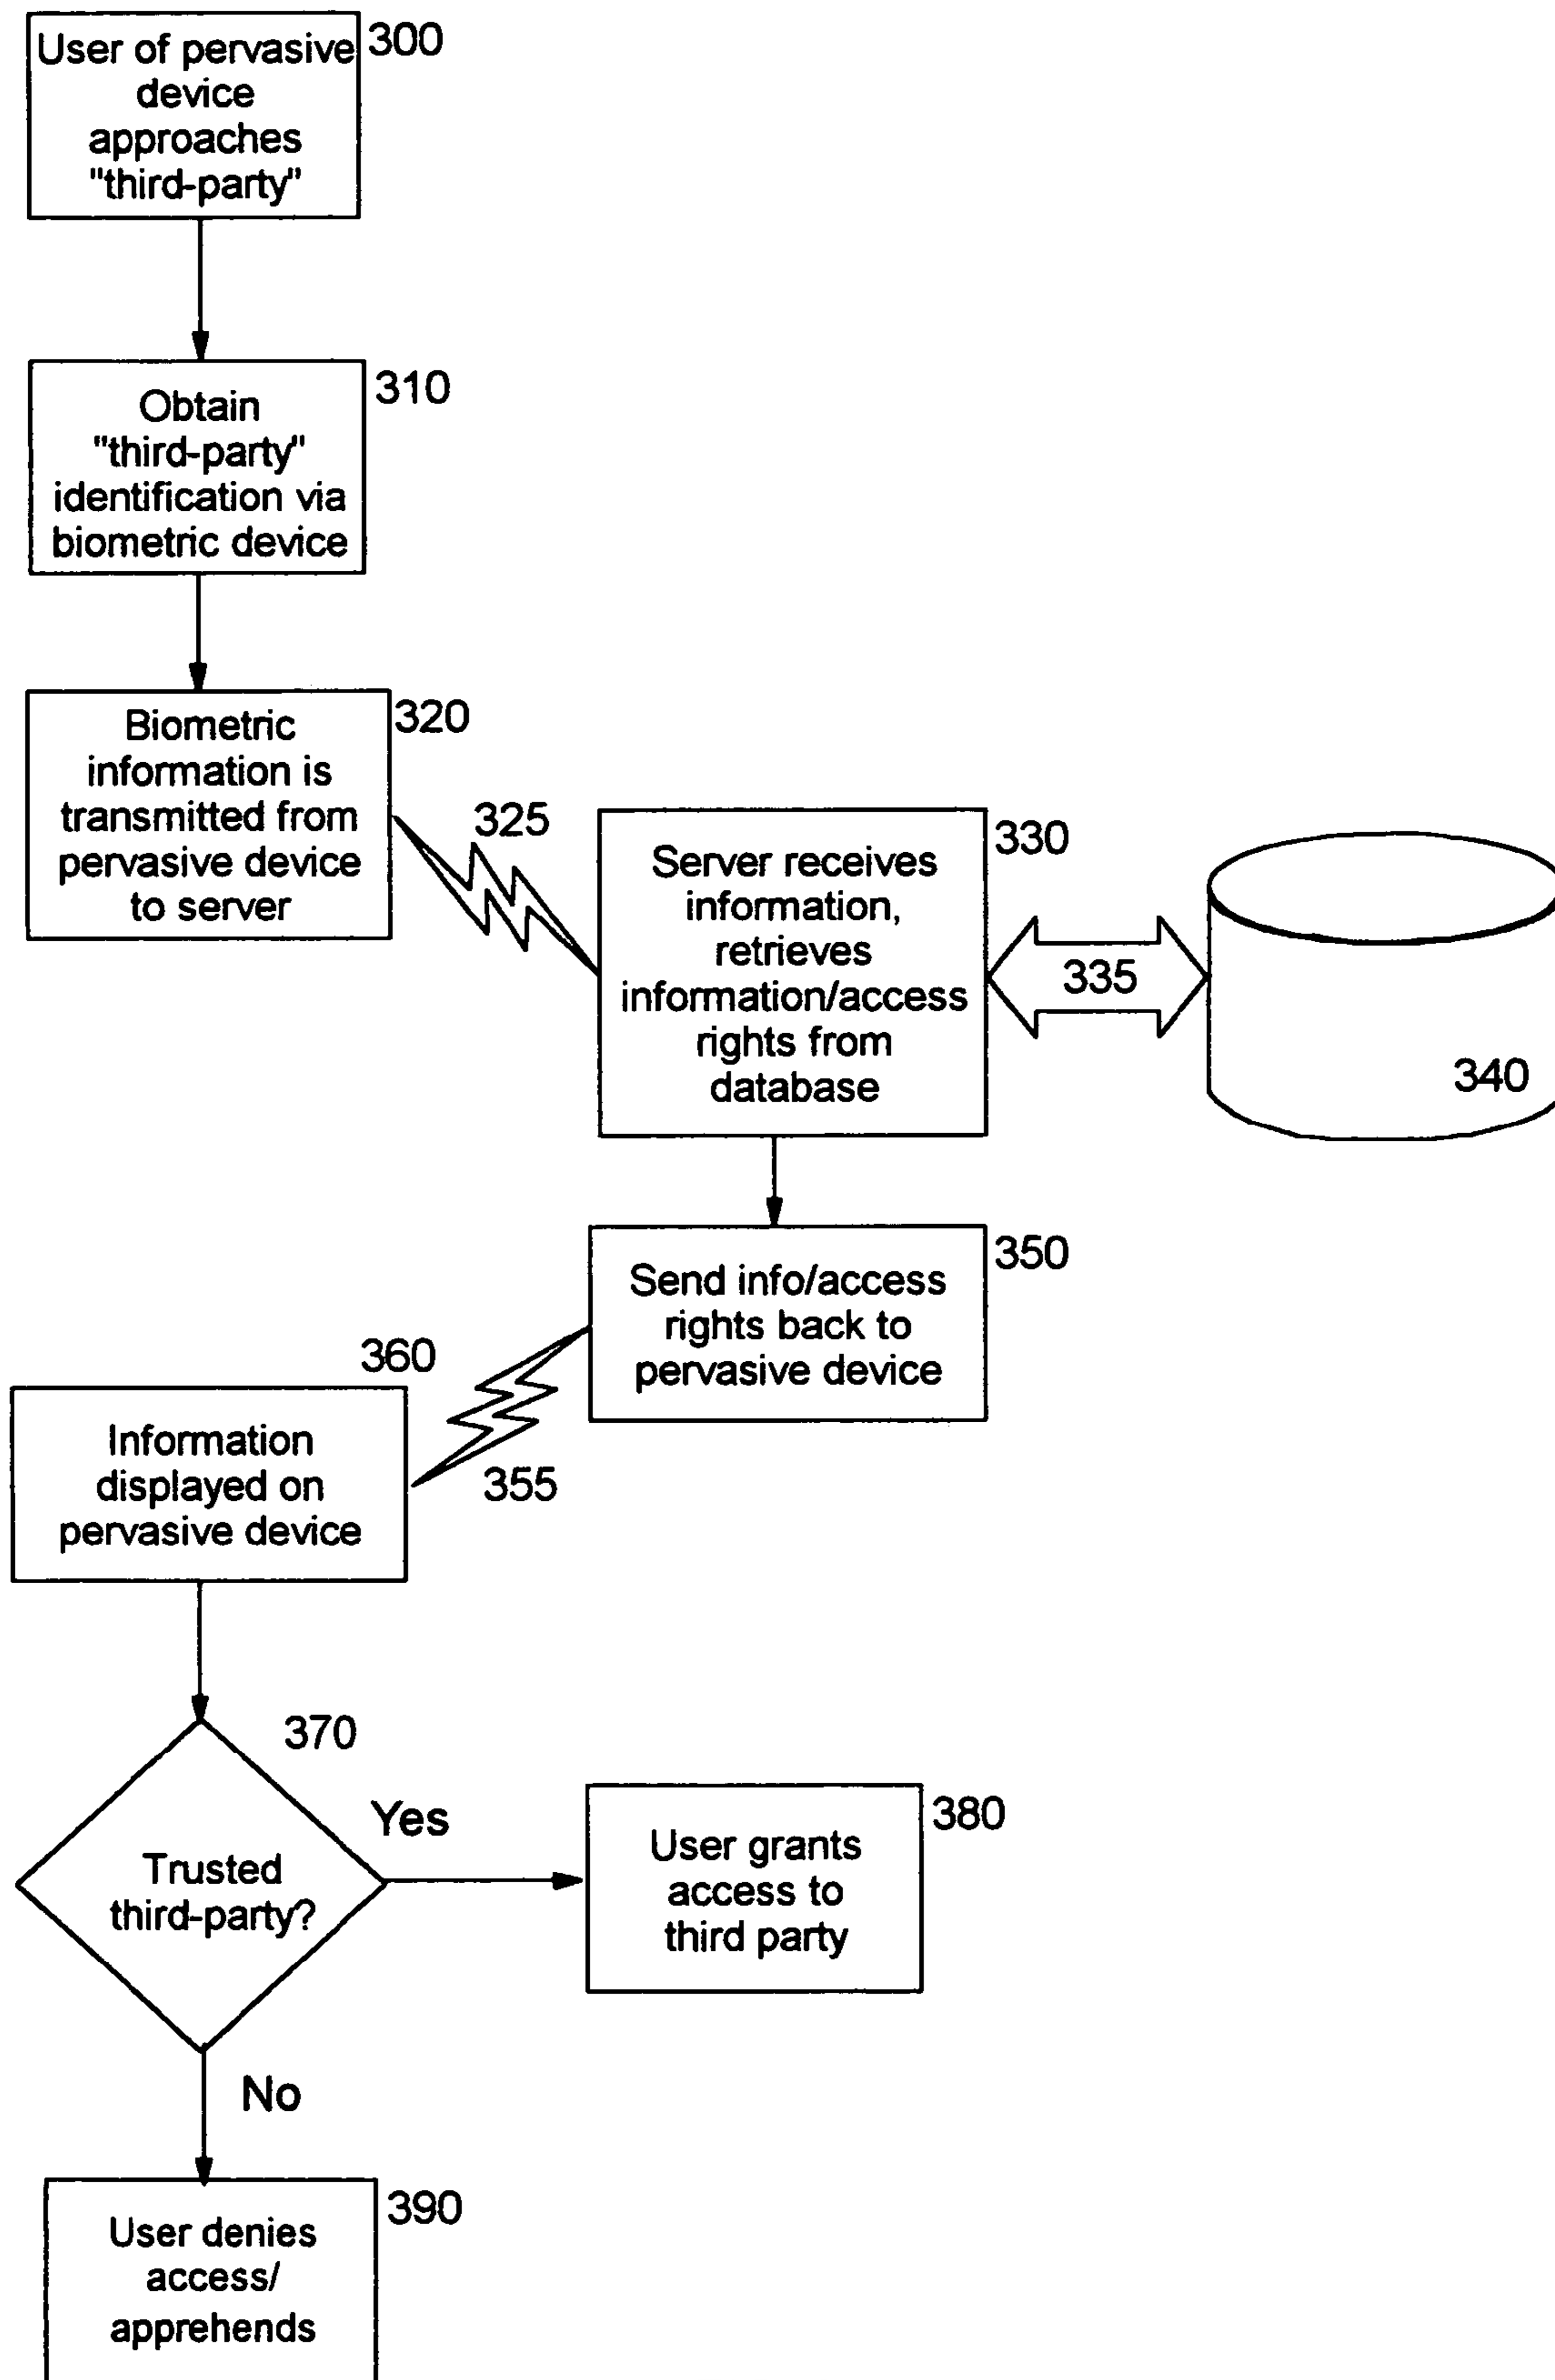 User of pervasive
device
approaches
"third-party"
300
Obtain
"third-party"
identification via
biometric device
310
Biometric
information is
transmitted from
pervasive device
to server
320
325
Server receives
information,
retrieves
information/access
rights from
database
330
335
340
Send info/access
rights back to
pervasive device
350
355
360
Information
displayed on
pervasive device
370
Trusted
third-party?
Yes
User grants
access to
third party
380
No
User denies
access/
apprehends
390